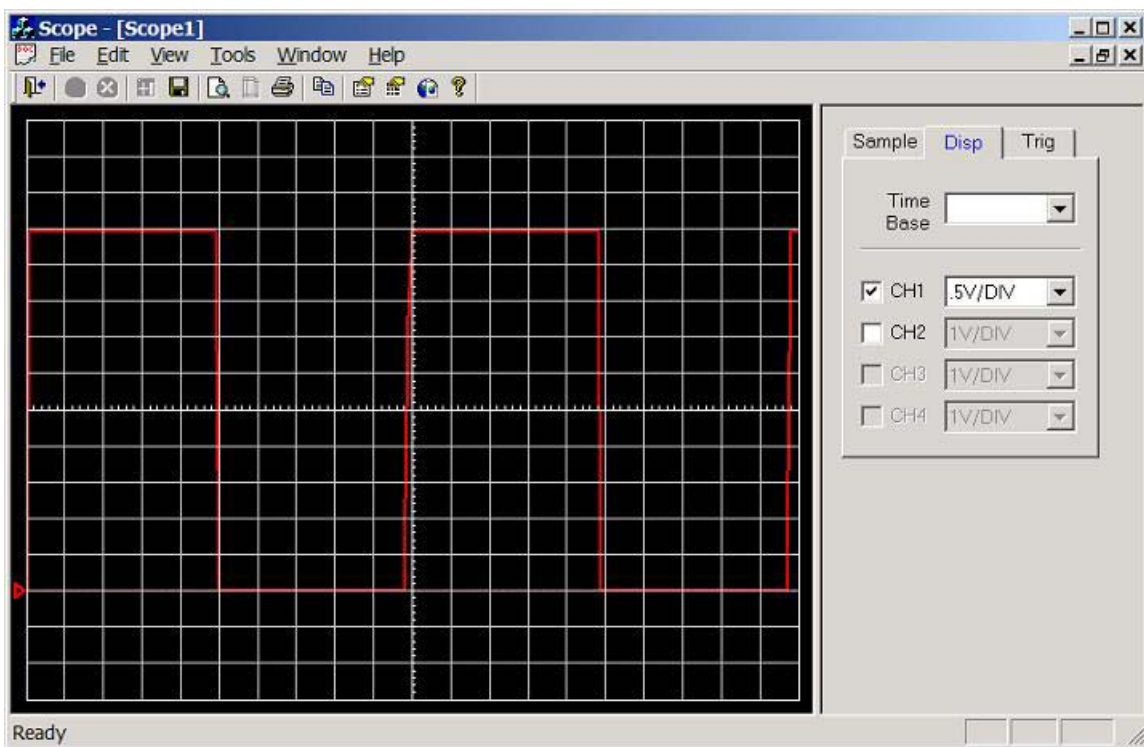 Scope - [Scope1]
File Edit View Tools Window Help
Sample Disp Trig
Time
Base
CH1 .5V/DIV
CH2 1V/DIV
CH3 1V/DIV
CH4 1V/DIV
Ready